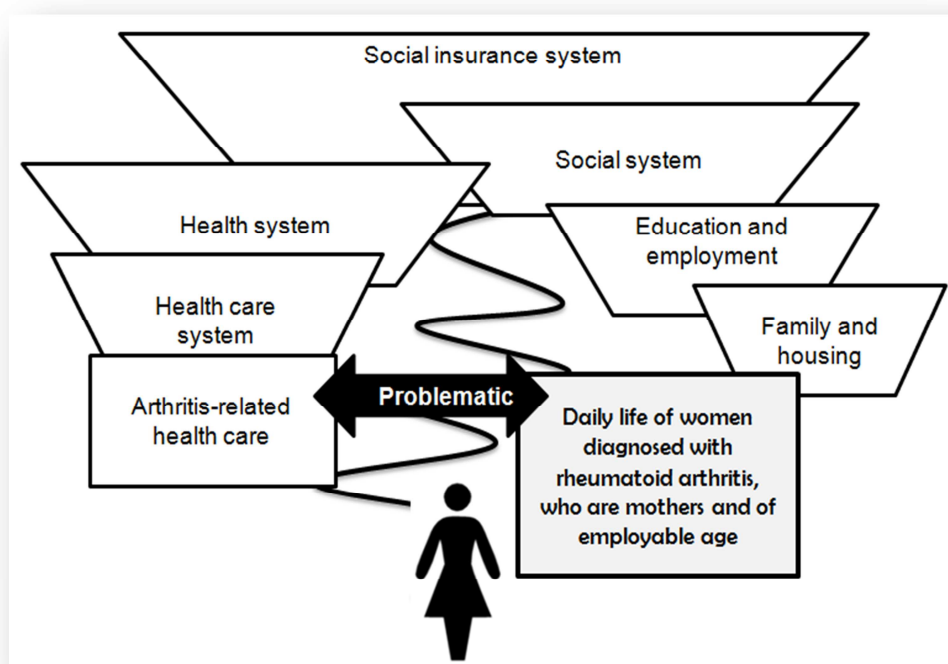 Social insurance system
Social system
Health system
Education and
employment
Health care
system
Family and
housing
Arthritis-related
health care
Problematic
Daily life of women
diagnosed with
rheumatoid arthritis,
who are mothers and of
employable age